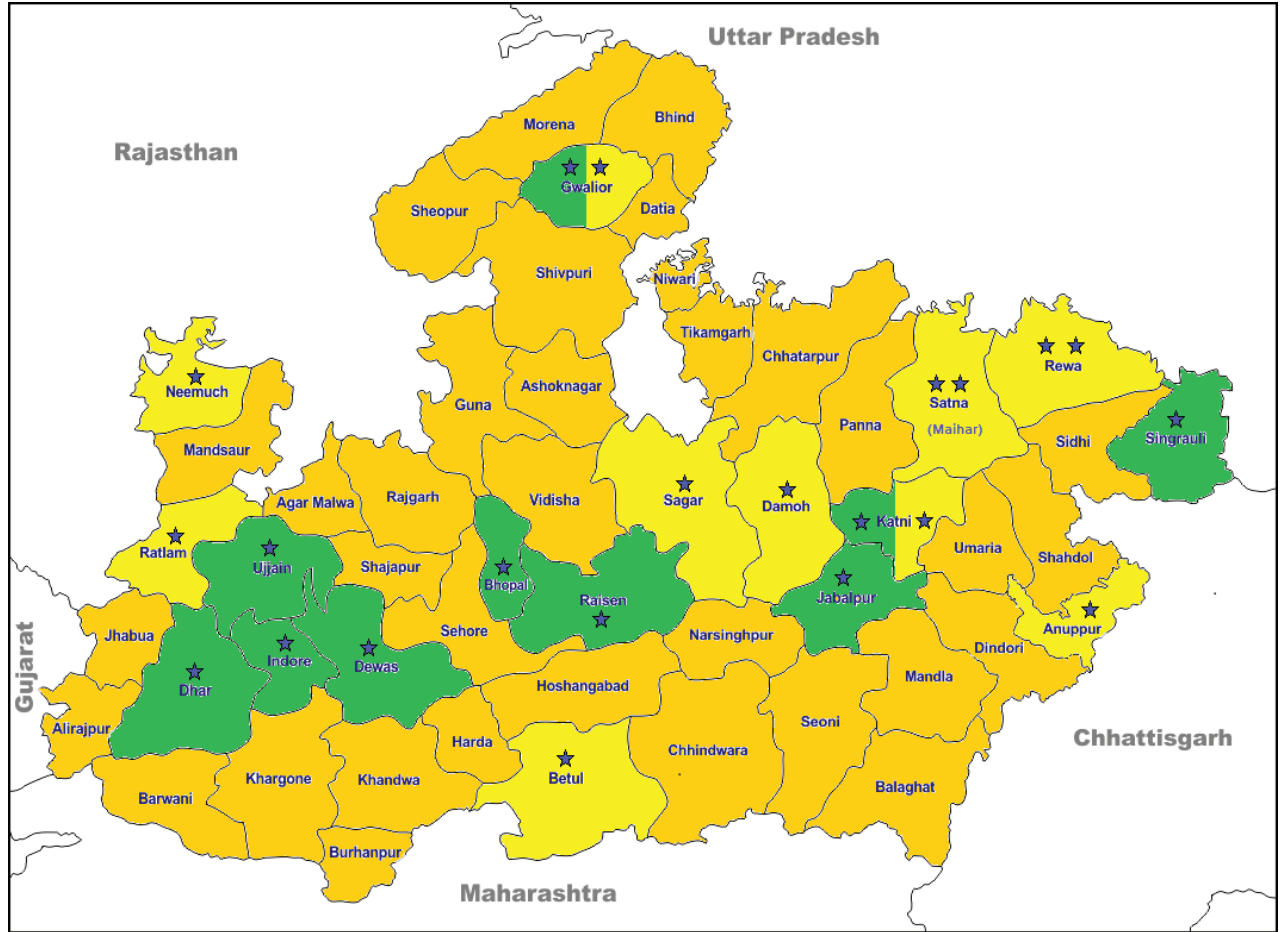 Uttar Pradesh
Rajasthan
Morena
Bhind
Gwalior
Sheopur
Datia
Shivpuri
Niwari
Tikamgarh
Chhatarpur
Rewa
Neemuch
Ashoknagar
Guna
Satna
(Maihar)
Panna
Sidhi
Singrauli
Mandsaur
Agar Malwa
Rajgarh
Vidisha
Sagar
Damoh
Katni
Ratlam
Ujjain
Shajapur
Bhopal
Raisen
Jabalpur
Umaria
Shahdol
Jhabua
Sehore
Narsinghpur
Anuppur
Gujarat
Indore
Dewas
Dhar
Hoshangabad
Dindori
Mandla
Alirajpur
Harda
Seoni
Chhindwara
Chhattisgarh
Barwani
Khargone
Khandwa
Betul
Balaghat
Burhanpur
Maharashtra